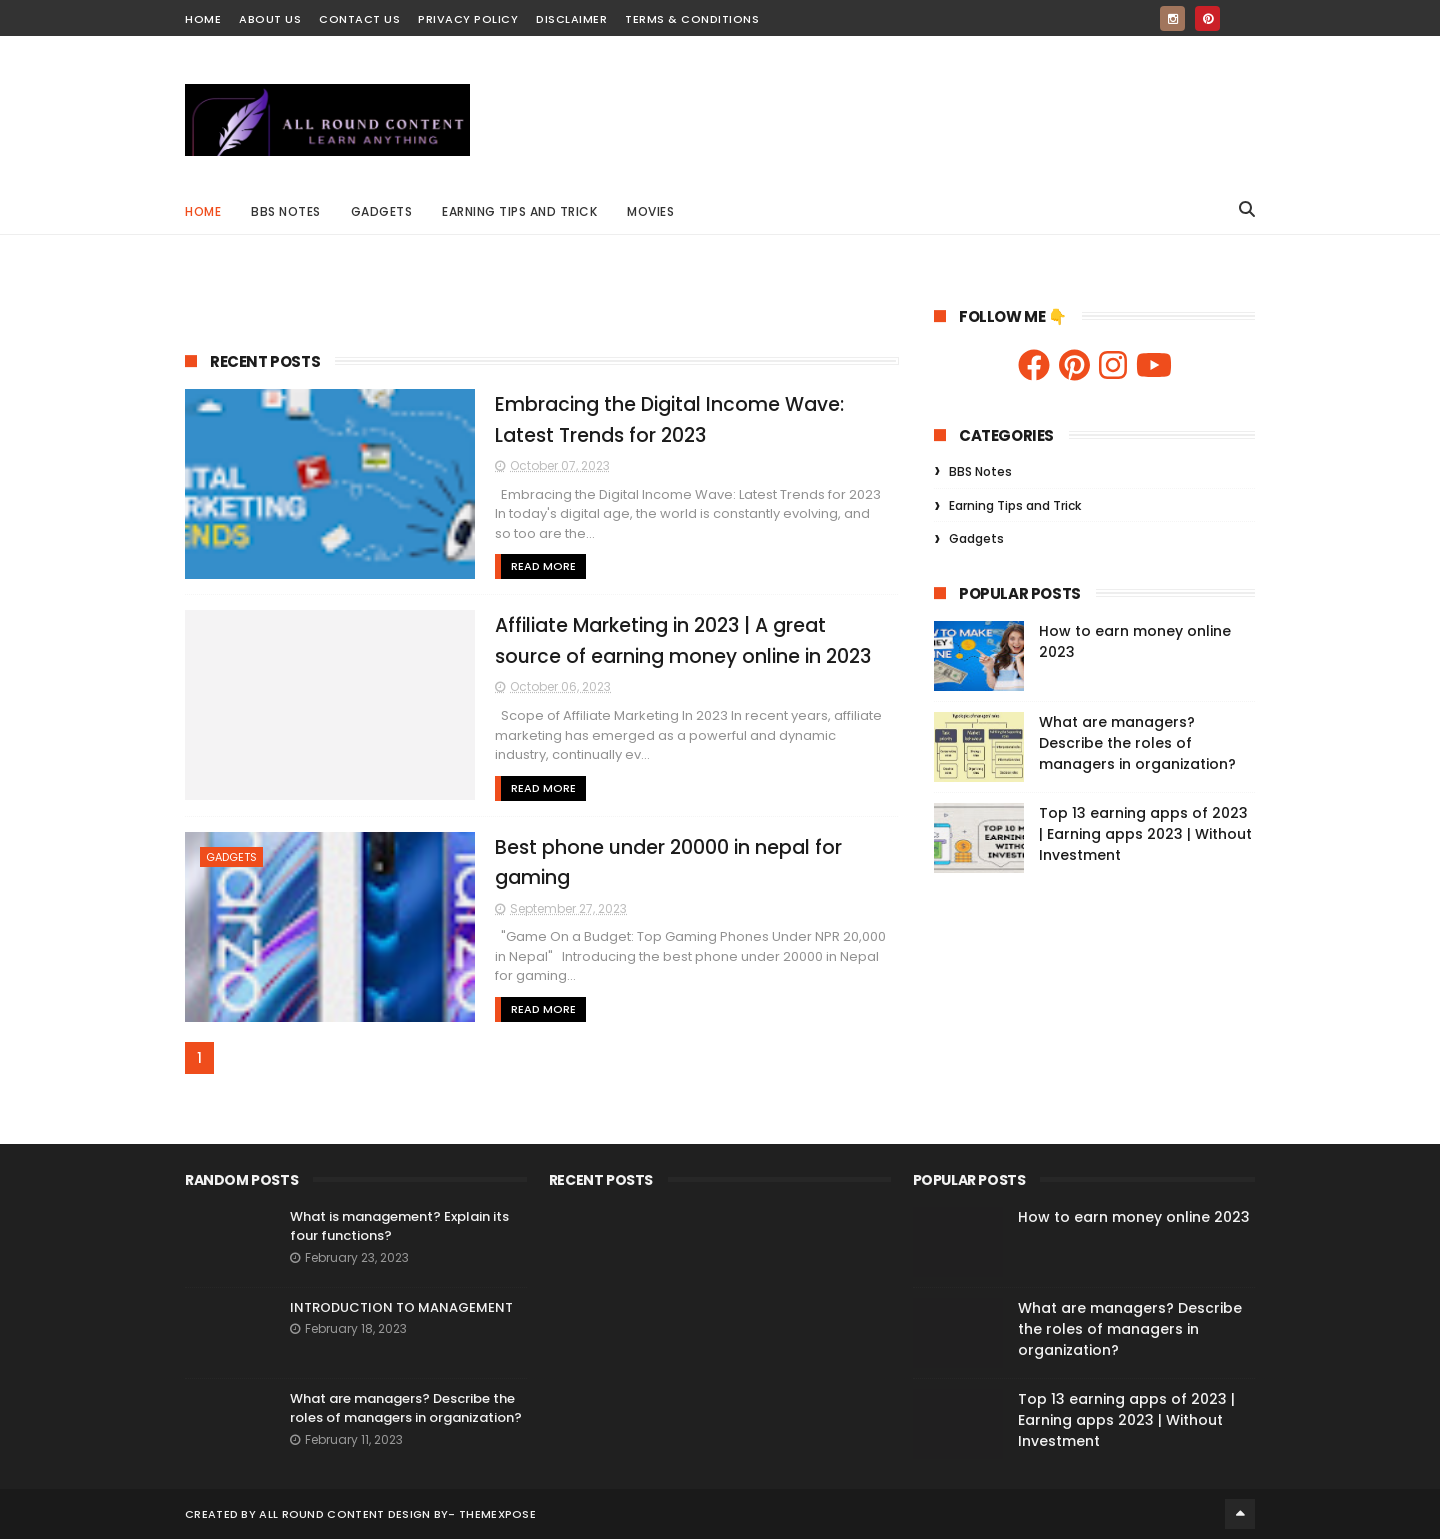 HOME ABOUT US CONTACT US PRIVACY POLICY DISCLAIMER TERMS & CONDITIONS
ALL ROUND CONTENT
LEARN ANYTHING
HOME BBS NOTES GADGETS EARNING TIPS AND TRICK MOVIES
RECENT POSTS
ITAL
RKETING
ENDS
Embracing the Digital Income Wave:
Latest Trends for 2023
October 07, 2023
Embracing the Digital Income Wave: Latest Trends for 2023
In today's digital age, the world is constantly evolving, and
so too are the...
READ MORE
Affiliate Marketing in 2023 | A great
source of earning money online in 2023
October 06, 2023
Scope of Affiliate Marketing In 2023 In recent years, affiliate
marketing has emerged as a powerful and dynamic
industry, continually ev...
READ MORE
GADGETS
arzo
Best phone under 20000 in nepal for
gaming
September 27, 2023
"Game On a Budget: Top Gaming Phones Under NPR 20,000
in Nepal"   Introducing the best phone under 20000 in Nepal
for gaming...
READ MORE
1
FOLLOW ME 👇
CATEGORIES
BBS Notes
Earning Tips and Trick
Gadgets
POPULAR POSTS
TO MAKE
How to earn money online
2023
What are managers?
Describe the roles of
managers in organization?
TOP 10 M
EARNIN
WITHO
INVEST
Top 13 earning apps of 2023
| Earning apps 2023 | Without
Investment
RANDOM POSTS
What is management? Explain its
four functions?
February 23, 2023
INTRODUCTION TO MANAGEMENT
February 18, 2023
What are managers? Describe the
roles of managers in organization?
February 11, 2023
RECENT POSTS
POPULAR POSTS
How to earn money online 2023
What are managers? Describe
the roles of managers in
organization?
Top 13 earning apps of 2023 |
Earning apps 2023 | Without
Investment
CREATED BY ALL ROUND CONTENT DESIGN BY- THEMEXPOSE